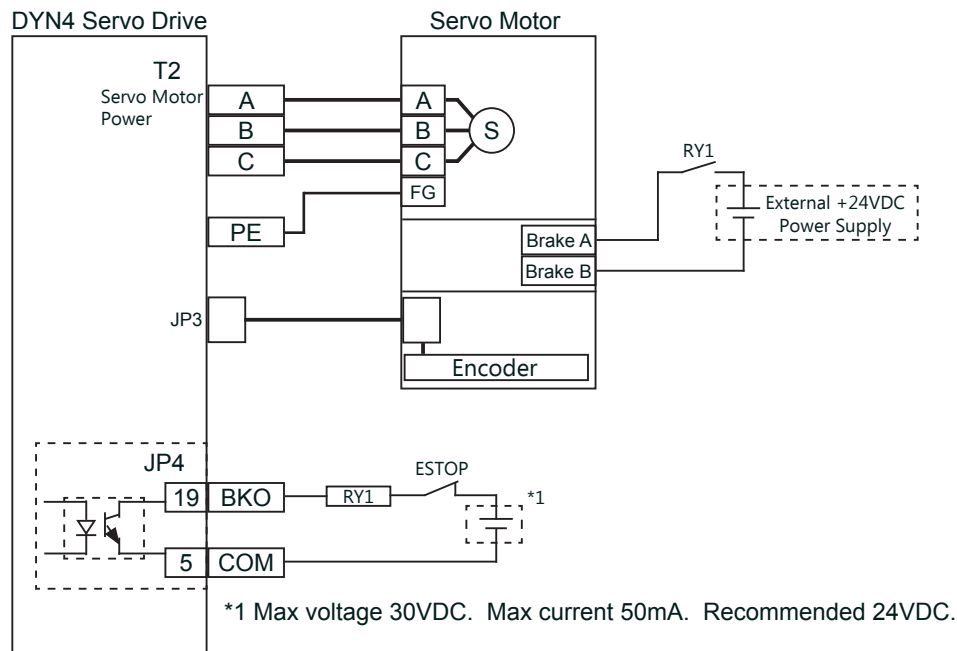 DYN4 Servo Drive
Servo Motor
T2
Servo Motor
Power
A
B
C
A
B
C
S
FG
PE
RY1
External +24VDC
Power Supply
Brake A
Brake B
JP3
Encoder
JP4
ESTOP
19 BKO
RY1
*1
5 COM
*1 Max voltage 30VDC. Max current 50mA. Recommended 24VDC.